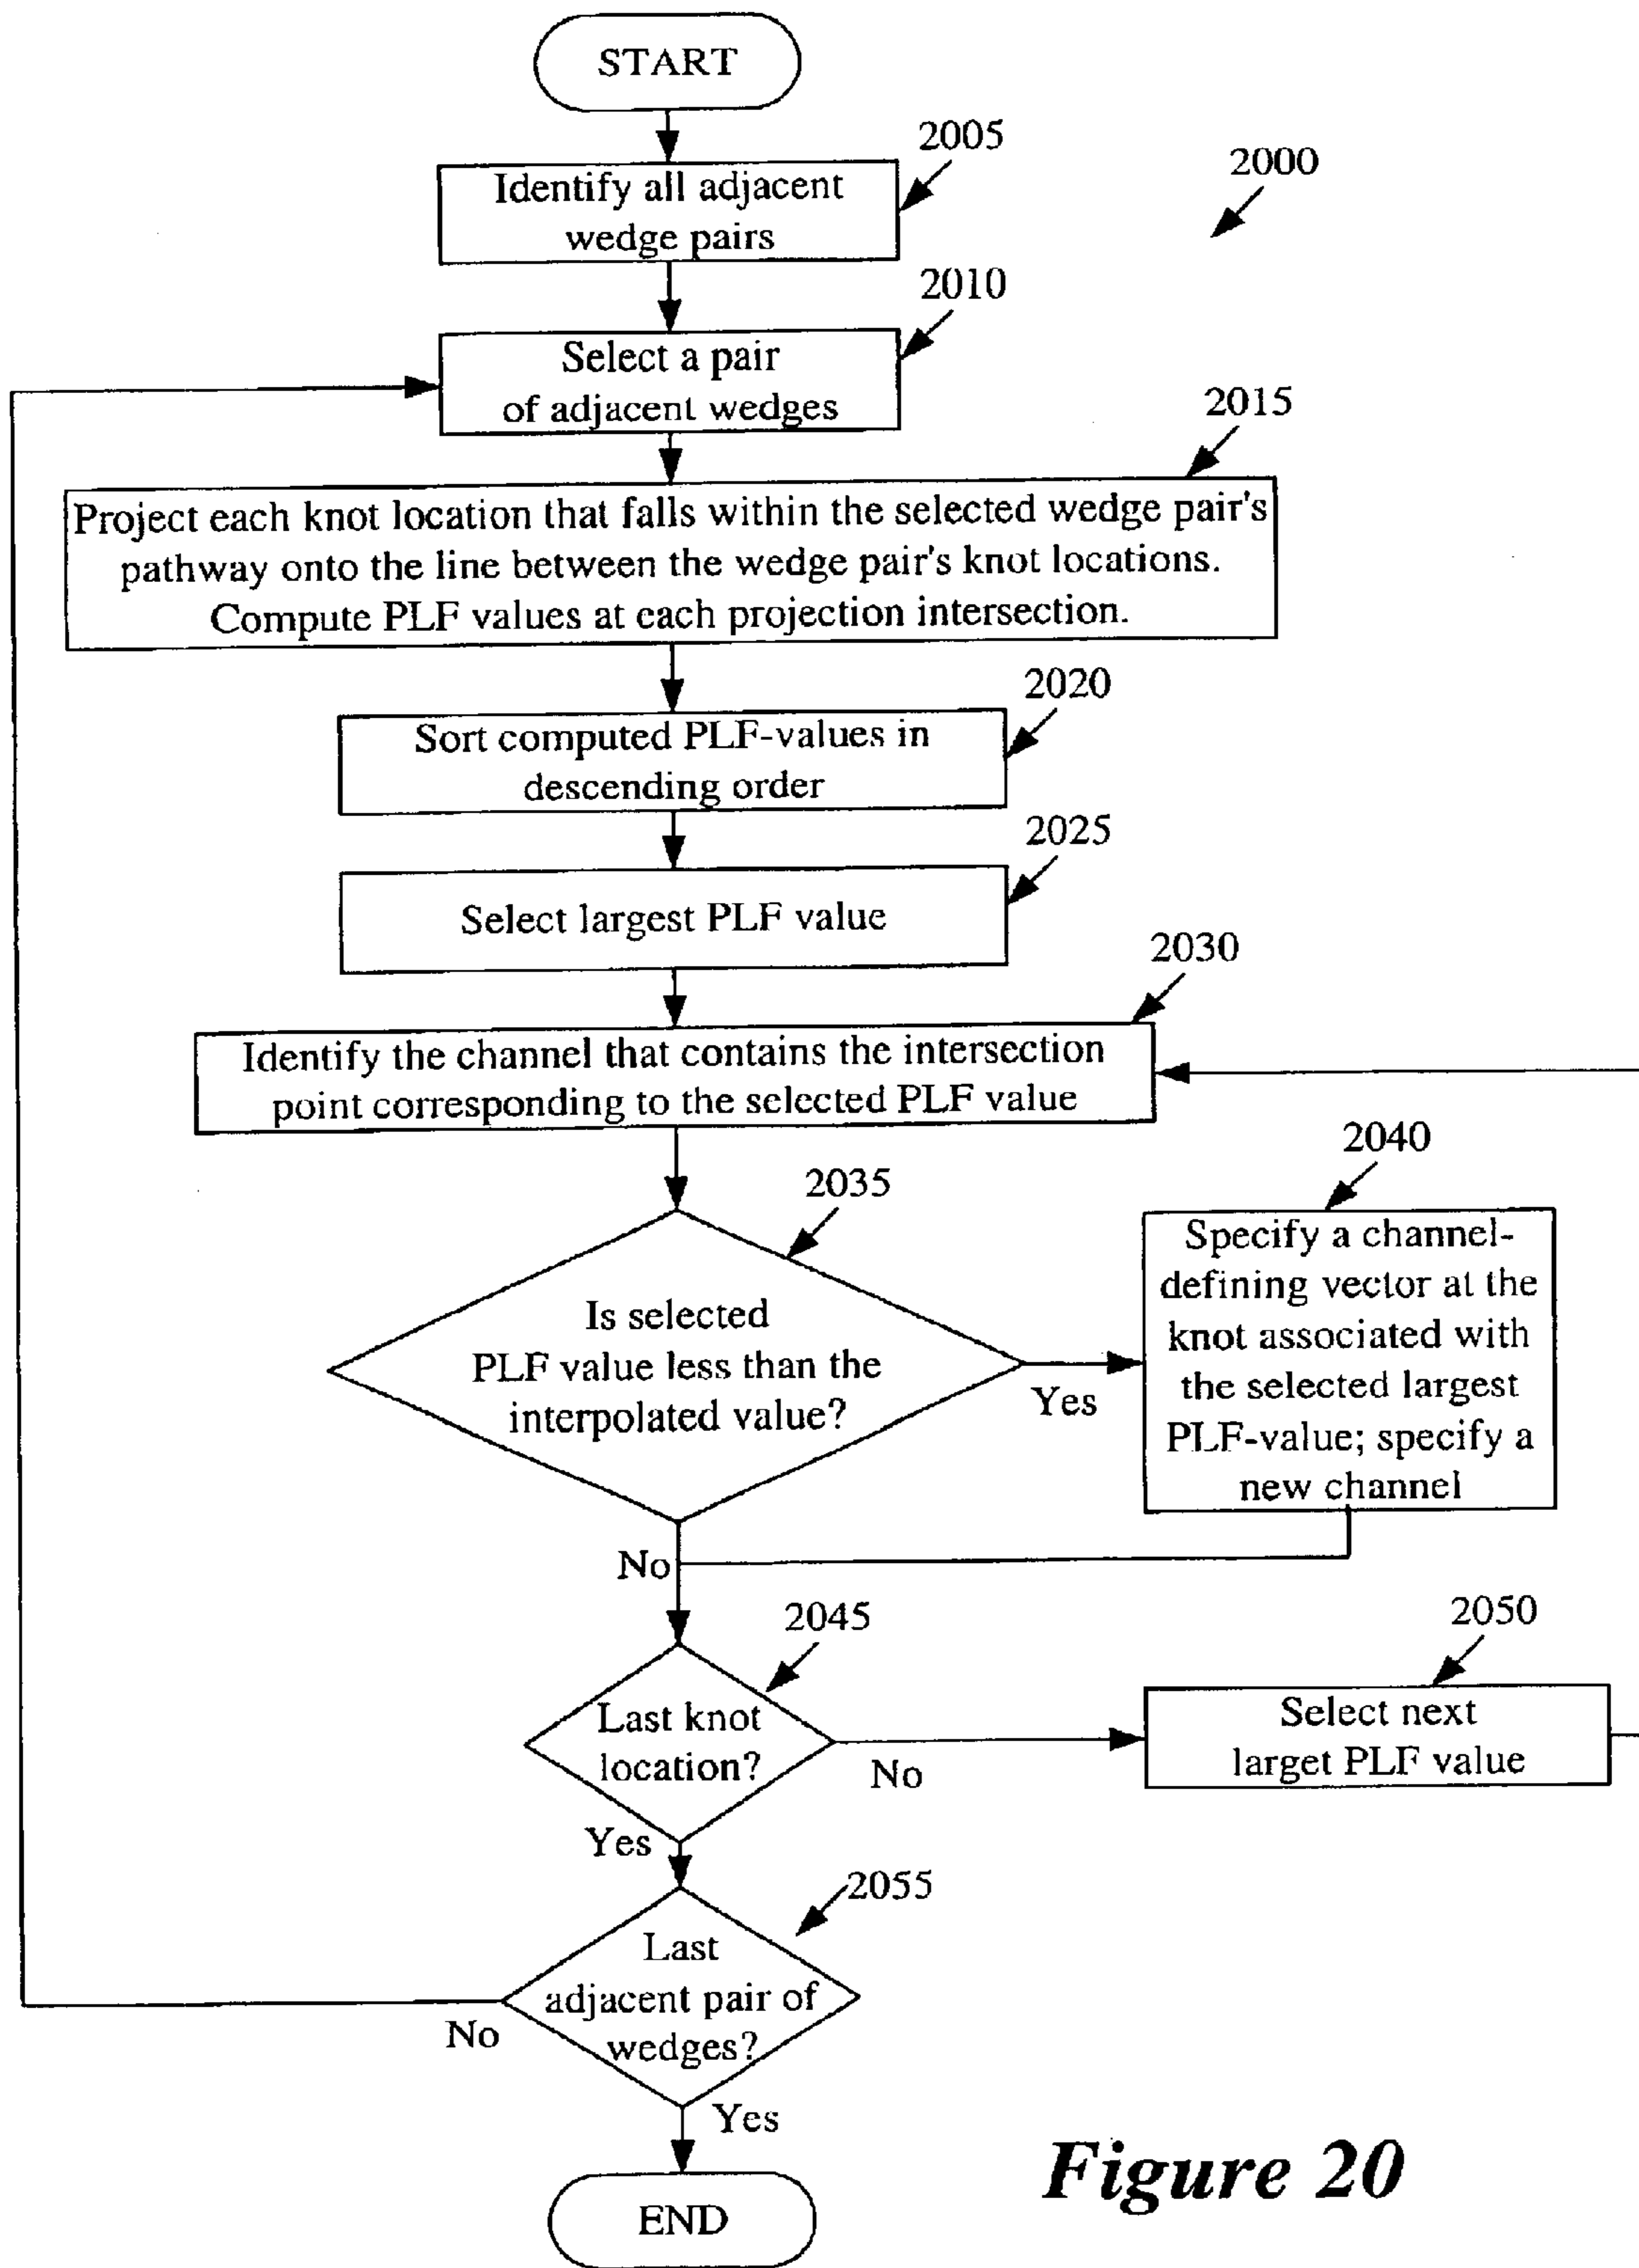 START
2005
2000
Identify all adjacent
wedge pairs
2010
Select a pair
of adjacent wedges
2015
Project each knot location that falls within the selected wedge pair's
pathway onto the line between the wedge pair's knot locations.
Compute PLF values at each projection intersection.
2020
Sort computed PLF-values in
descending order
2025
Select largest PLF value
2030
Identify the channel that contains the intersection
point corresponding to the selected PLF value
2035
2040
Is selected
PLF value less than the
interpolated value?
Yes
Specify a channel-
defining vector at the
knot associated with
the selected largest
PLF-value; specify a
new channel
No
2045
2050
Last knot
location?
No
Select next
larget PLF value
Yes
2055
Last
adjacent pair of
wedges?
No
Yes
END
Figure 20